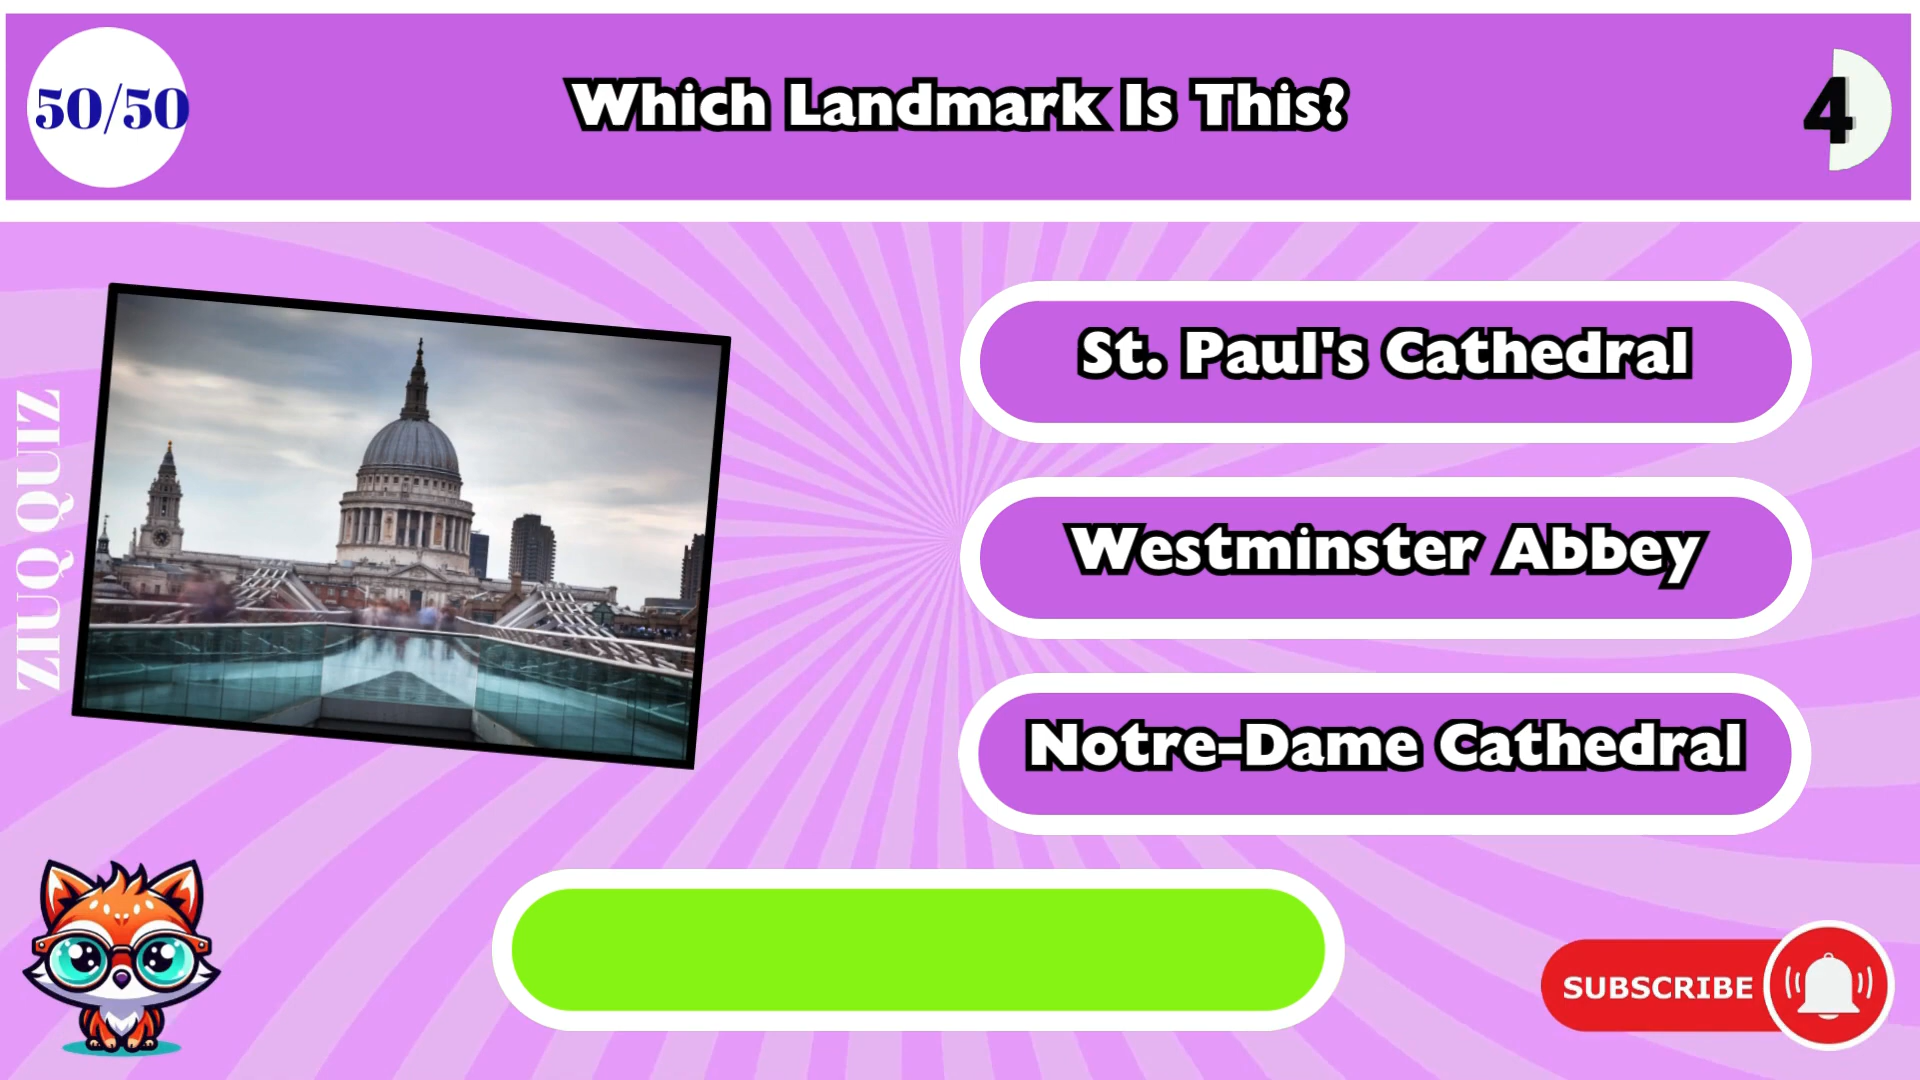 50/50
Which Landmark Is This?
4
ZIUQ QUIZ
St. Paul's Cathedral
Westminster Abbey
Notre-Dame Cathedral
SUBSCRIBE